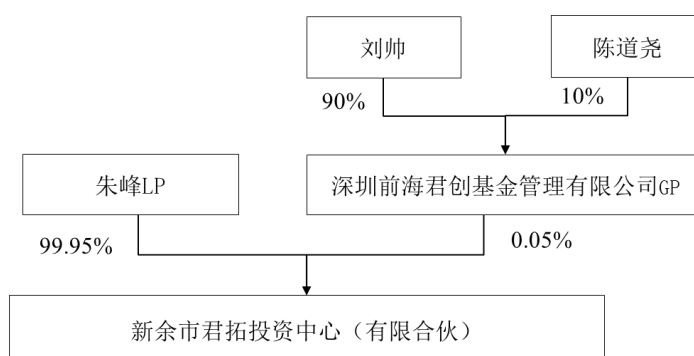 刘帅
陈道尧
90%
10%
朱峰LP
深圳前海君创基金管理有限公司GP
99.95%
0.05%
新余市君拓投资中心（有限合伙）